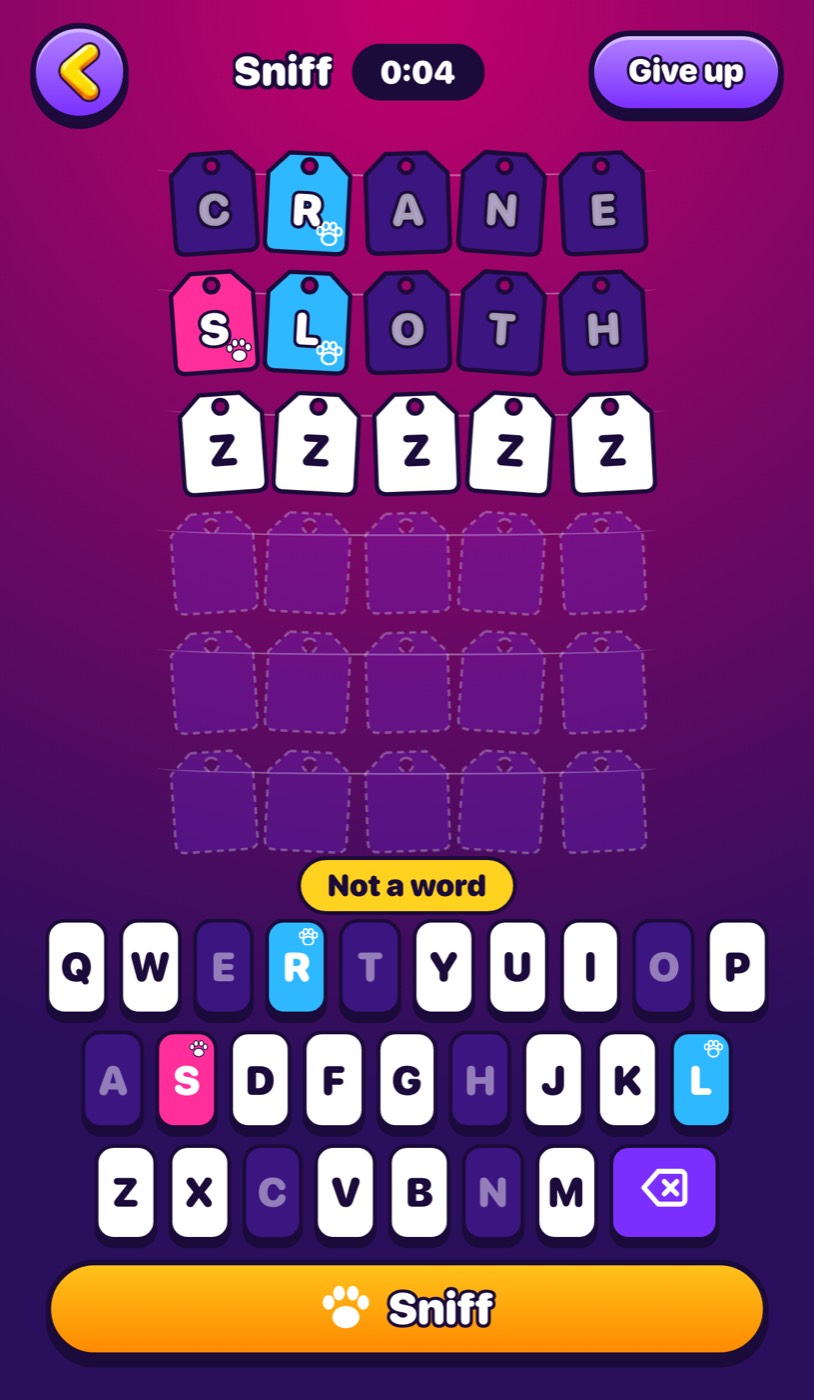 Sniff 0:04 Give up
C R A N E
S L O T H
Z Z Z Z Z
Not a word
Q W E R T Y U I O P
A S D F G H J K L
Z X C V B N M
Sniff